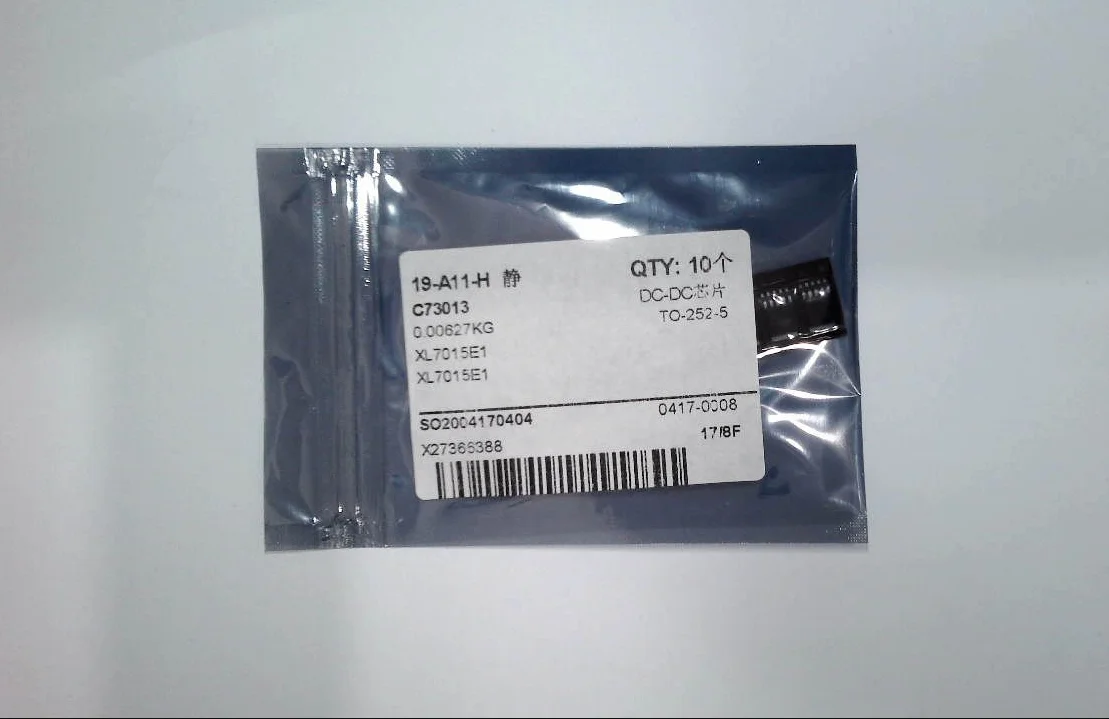 19-A11-H 静 QTY: 10个
C73013 DC-DC芯片
0.00627KG TO-252-5
XL7015E1
XL7015E1
SO2004170404 0417-0008
X27366388 17/8F